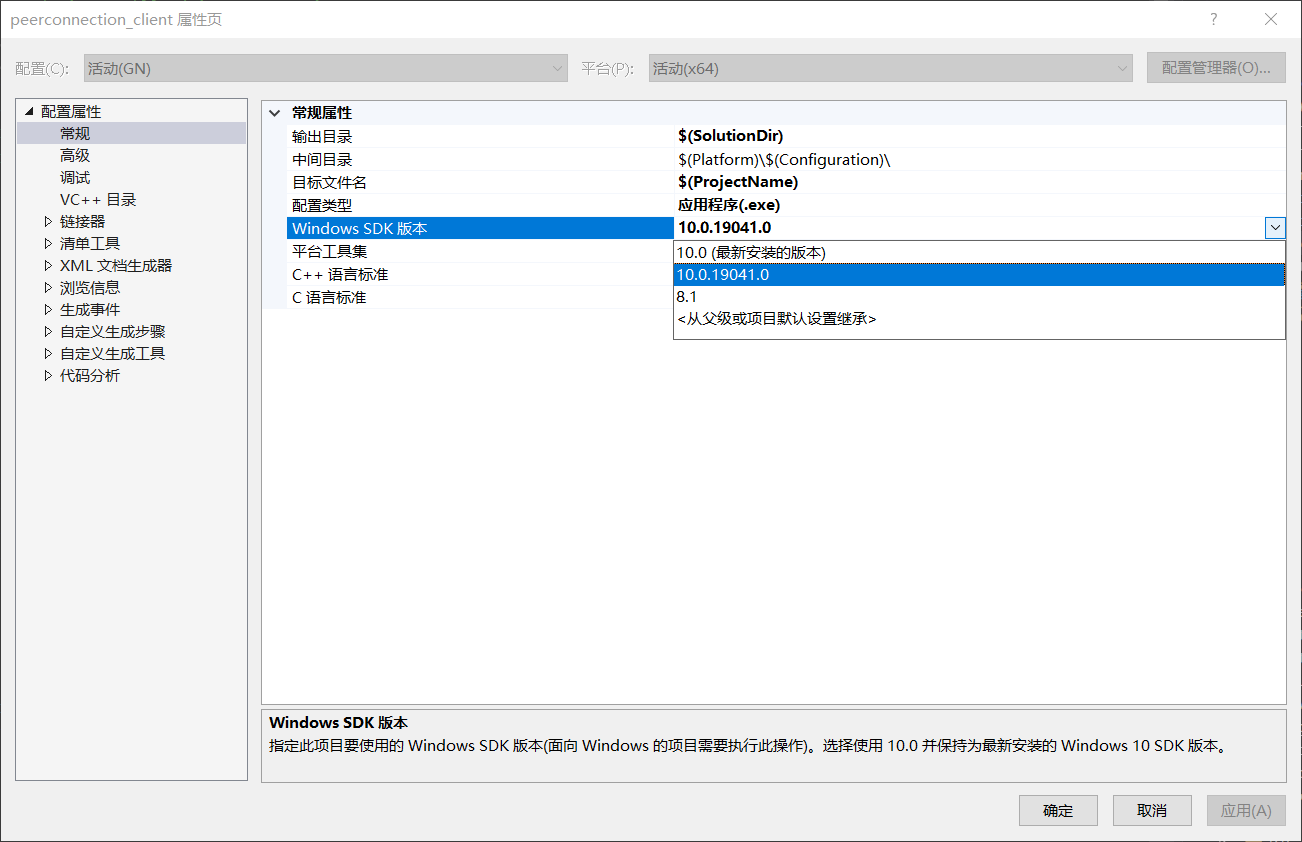 peerconnection_client 属性页
?
配置(C): 活动(GN) 平台(P): 活动(x64) 配置管理器(O)...
配置属性
常规
高级
调试
VC++ 目录
链接器
清单工具
XML 文档生成器
浏览信息
生成事件
自定义生成步骤
自定义生成工具
代码分析
常规属性
输出目录 $(SolutionDir)
中间目录 $(Platform)\$(Configuration)\
目标文件名 $(ProjectName)
配置类型 应用程序(.exe)
Windows SDK 版本 10.0.19041.0
平台工具集
C++ 语言标准
C 语言标准
10.0 (最新安装的版本)
10.0.19041.0
8.1
<从父级或项目默认设置继承>
Windows SDK 版本
指定此项目要使用的 Windows SDK 版本(面向 Windows 的项目需要执行此操作)。选择使用 10.0 并保持为最新安装的 Windows 10 SDK 版本。
确定 取消 应用(A)